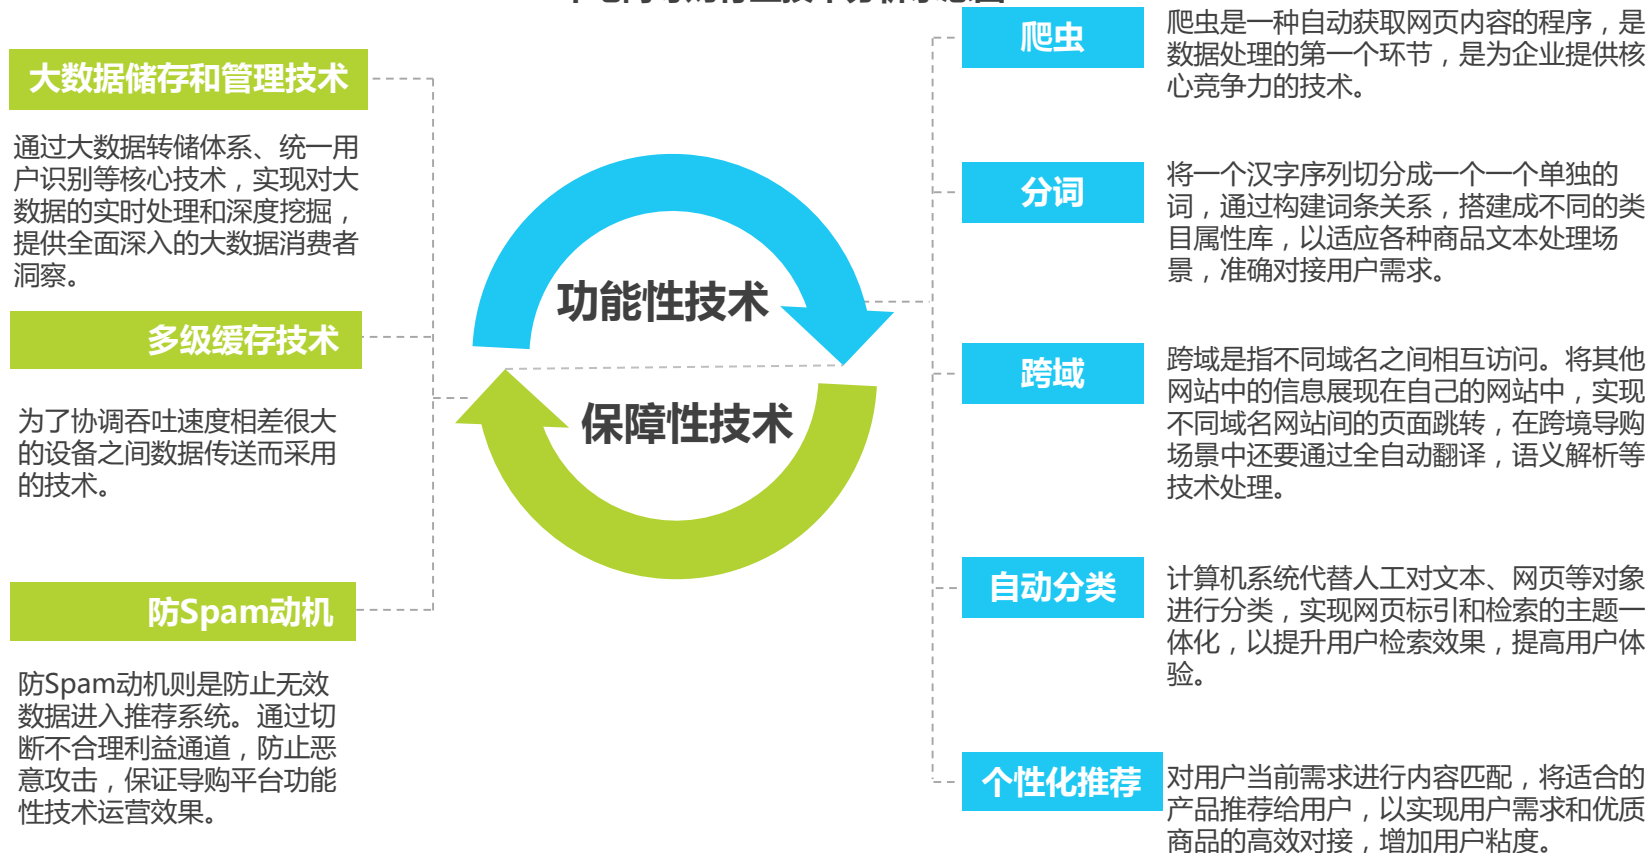 大数据储存和管理技术
通过大数据转储体系、统一用
户识别等核心技术，实现对大
数据的实时处理和深度挖掘，
提供全面深入的大数据消费者
洞察。
多级缓存技术
为了协调吞吐速度相差很大
的设备之间数据传送而采用
的技术。
防Spam动机
防Spam动机则是防止无效
数据进入推荐系统。通过切
断不合理利益通道，防止恶
意攻击，保证导购平台功能
性技术运营效果。
功能性技术
保障性技术
爬虫
爬虫是一种自动获取网页内容的程序，是
数据处理的第一个环节，是为企业提供核
心竞争力的技术。
分词
将一个汉字序列切分成一个一个单独的
词，通过构建词条关系，搭建成不同的类
目属性库，以适应各种商品文本处理场
景，准确对接用户需求。
跨域
跨域是指不同域名之间相互访问。将其他
网站中的信息展现在自己的网站中，实现
不同域名网站间的页面跳转，在跨境导购
场景中还要通过全自动翻译，语义解析等
技术处理。
自动分类
计算机系统代替人工对文本、网页等对象
进行分类，实现网页标引和检索的主题一
体化，以提升用户检索效果，提高用户体
验。
个性化推荐
对用户当前需求进行内容匹配，将适合的
产品推荐给用户，以实现用户需求和优质
商品的高效对接，增加用户粘度。